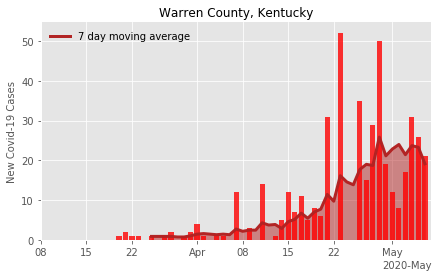 Warren County, Kentucky
7 day moving average
New Covid-19 Cases
50
40
30
20
10
0
08 15 22 Apr 08 15 22 May
2020-May